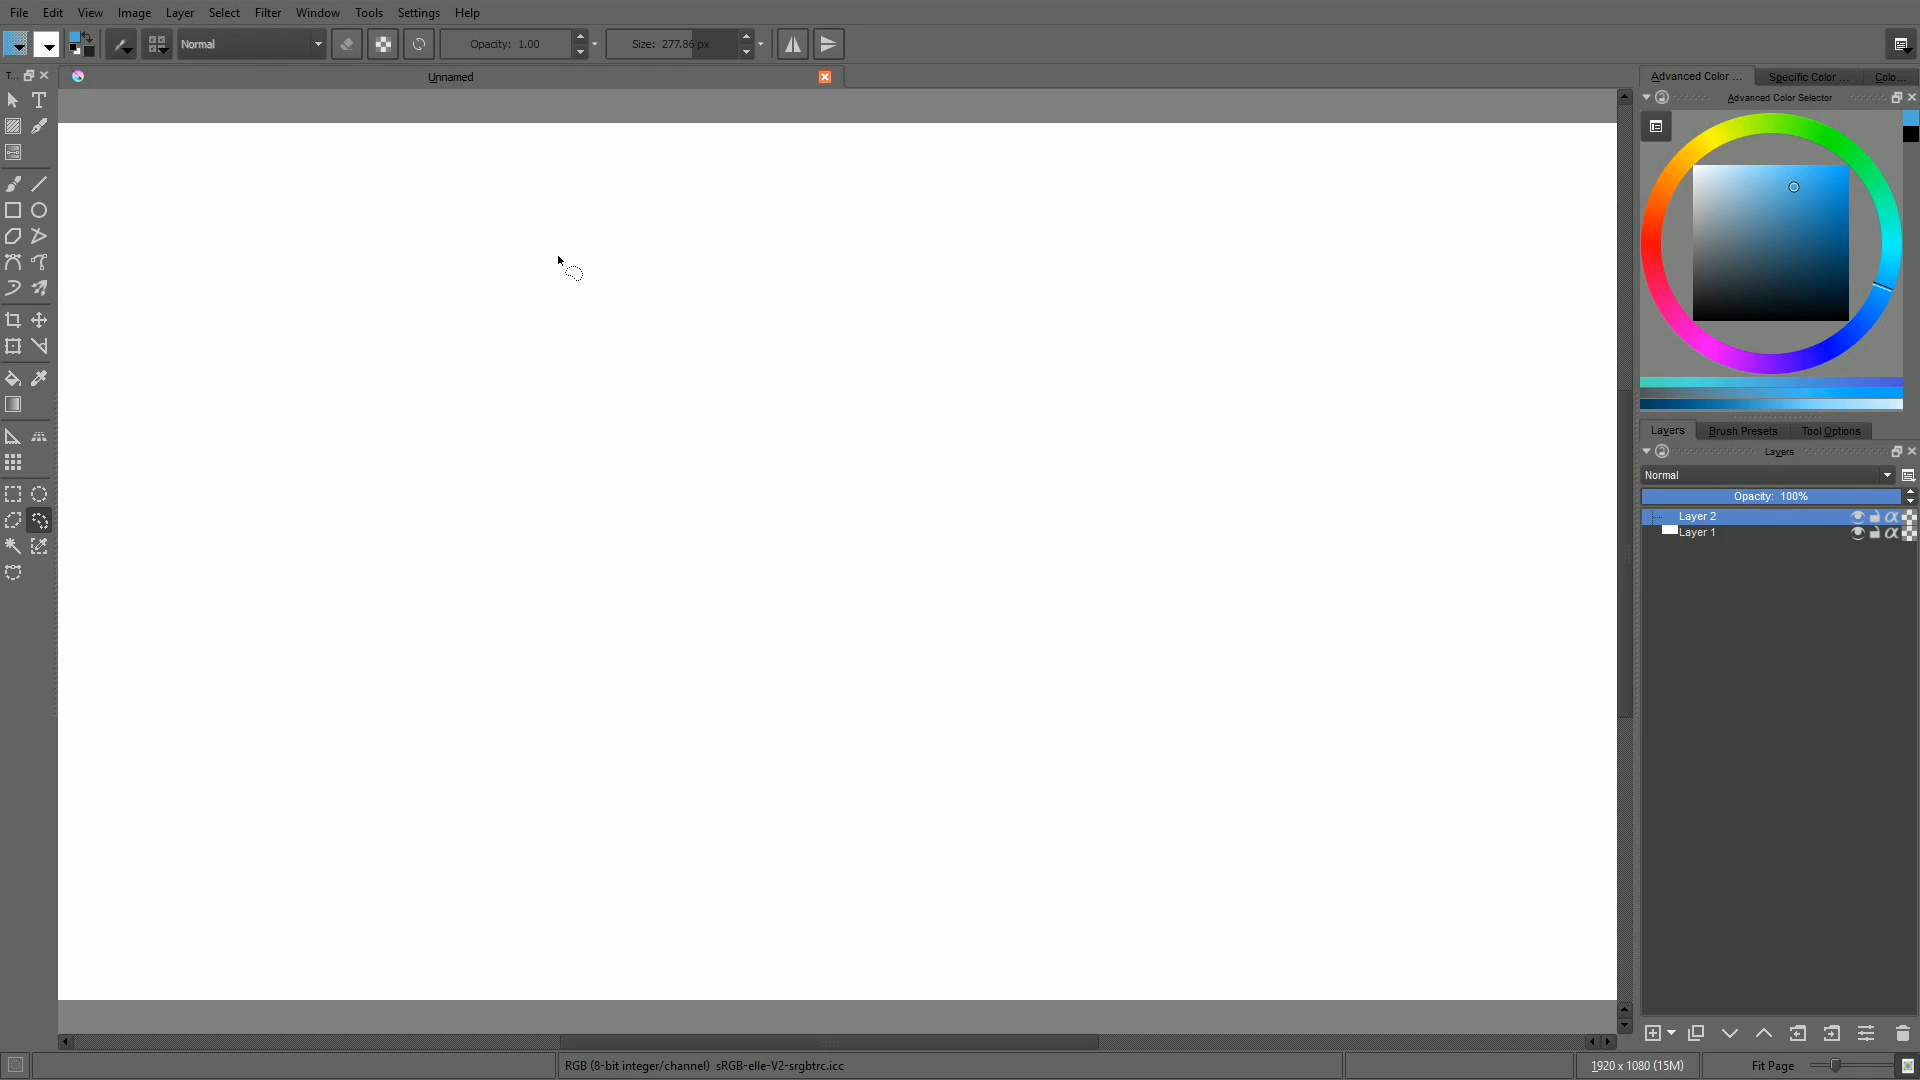 File Edit View Image Layer Select Filter Window Tools Settings Help
Normal Opacity: 1.00 Size: 277.86 px
T... Unnamed
Advanced Color ... Specific Color ... Colo...
Advanced Color Selector
Layers Brush Presets Tool Options
Layers
Normal
Opacity: 100%
Layer 2
Layer 1
RGB (8-bit integer/channel) sRGB-elle-V2-srgbtrc.icc 1920 x 1080 (15M) Fit Page